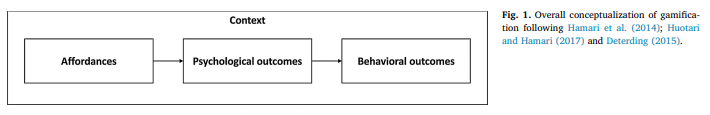 Context
Affordances
Psychological outcomes
Behavioral outcomes
Fig. 1. Overall conceptualization of gamifica-
tion following Hamari et al. (2014); Huotari
and Hamari (2017) and Deterding (2015).